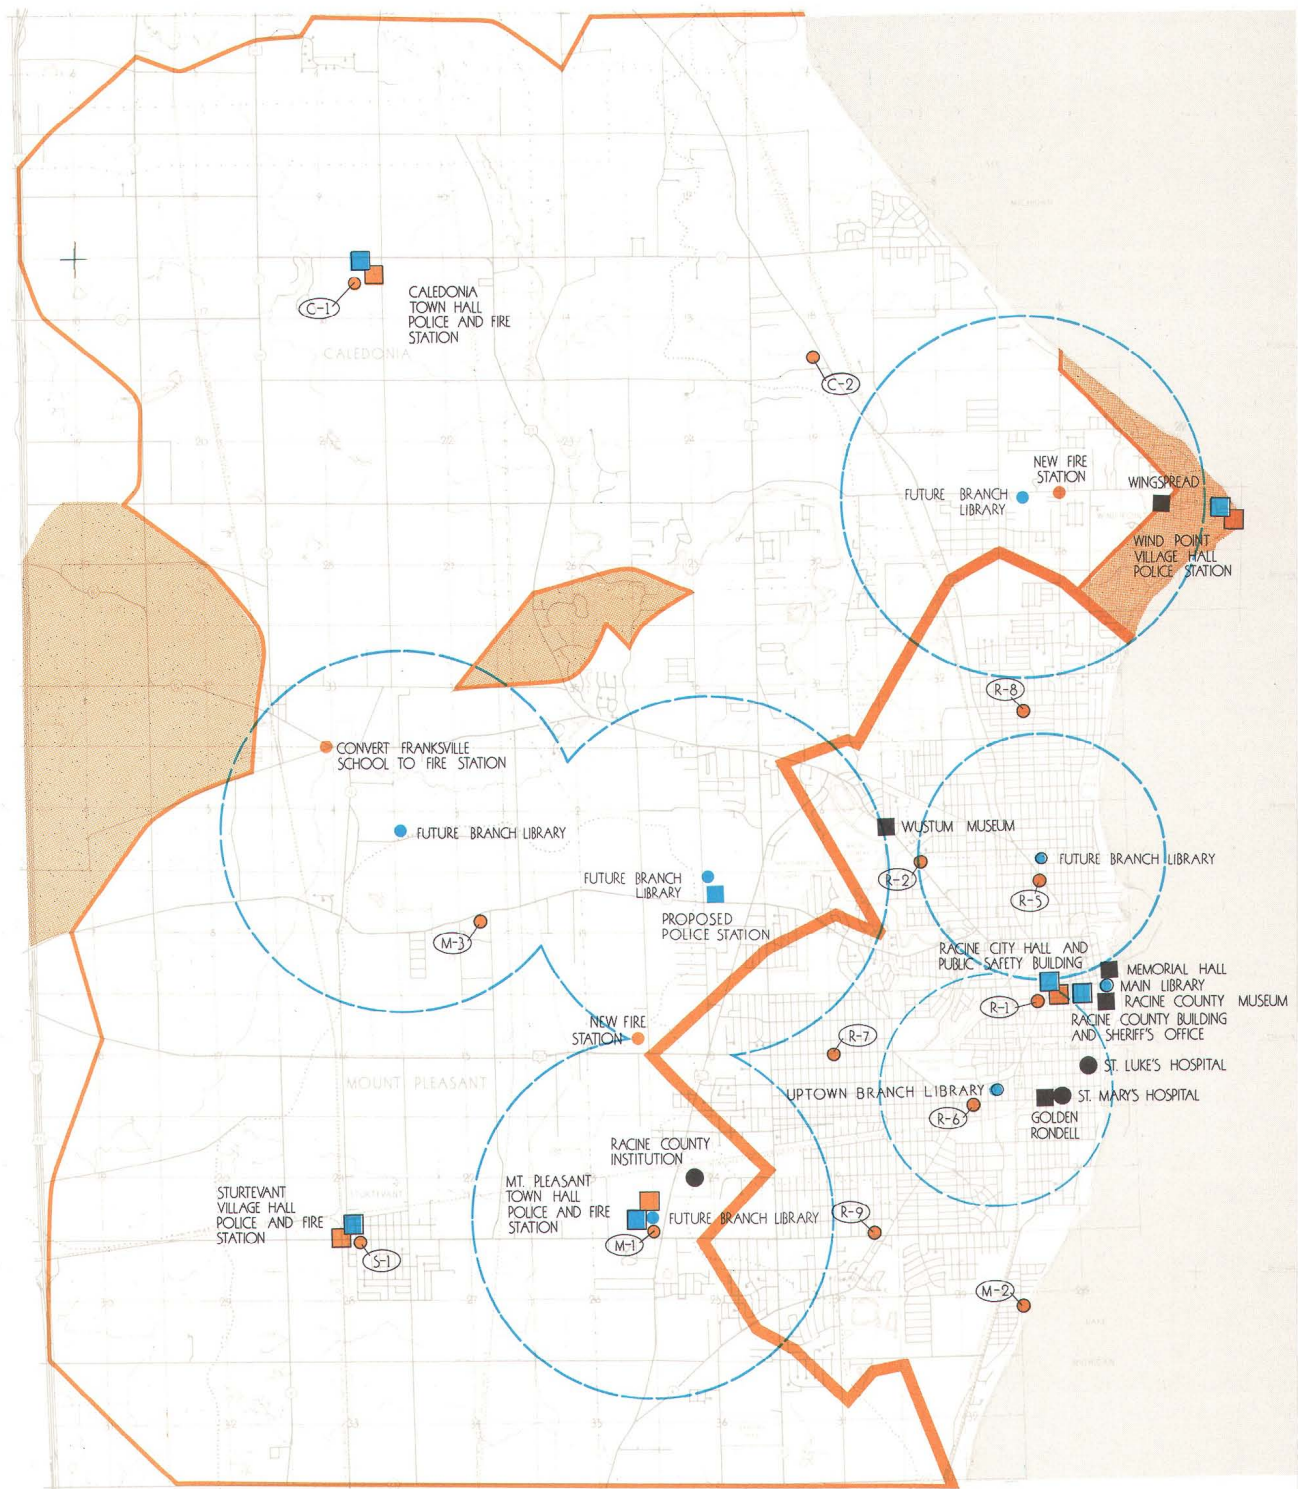 C-1
CALEDONIA
TOWN HALL
POLICE AND FIRE
STATION
CALEDONIA
C-2
NEW FIRE
STATION
FUTURE BRANCH
LIBRARY
WINGSPREAD
WIND POINT
VILLAGE HALL
POLICE STATION
R-8
CONVERT FRANKSVILLE
SCHOOL TO FIRE STATION
FUTURE BRANCH LIBRARY
WUSTUM MUSEUM
R-2
FUTURE BRANCH LIBRARY
R-5
FUTURE BRANCH
LIBRARY
PROPOSED
POLICE STATION
M-3
RACINE CITY HALL AND
PUBLIC SAFETY BUILDING
MEMORIAL HALL
MAIN LIBRARY
RACINE COUNTY MUSEUM
R-1
RACINE COUNTY BUILDING
AND SHERIFF'S OFFICE
NEW FIRE
STATION
R-7
ST. LUKE'S HOSPITAL
MOUNT PLEASANT
UPTOWN BRANCH LIBRARY
R-6
ST. MARY'S HOSPITAL
GOLDEN
RONDELL
RACINE COUNTY
INSTITUTION
MT. PLEASANT
TOWN HALL
POLICE AND FIRE
STATION
FUTURE BRANCH LIBRARY
M-1
STURTEVANT
STURTEVANT
VILLAGE HALL
POLICE AND FIRE
STATION
S-1
R-9
M-2
LAKE
MICHIGAN